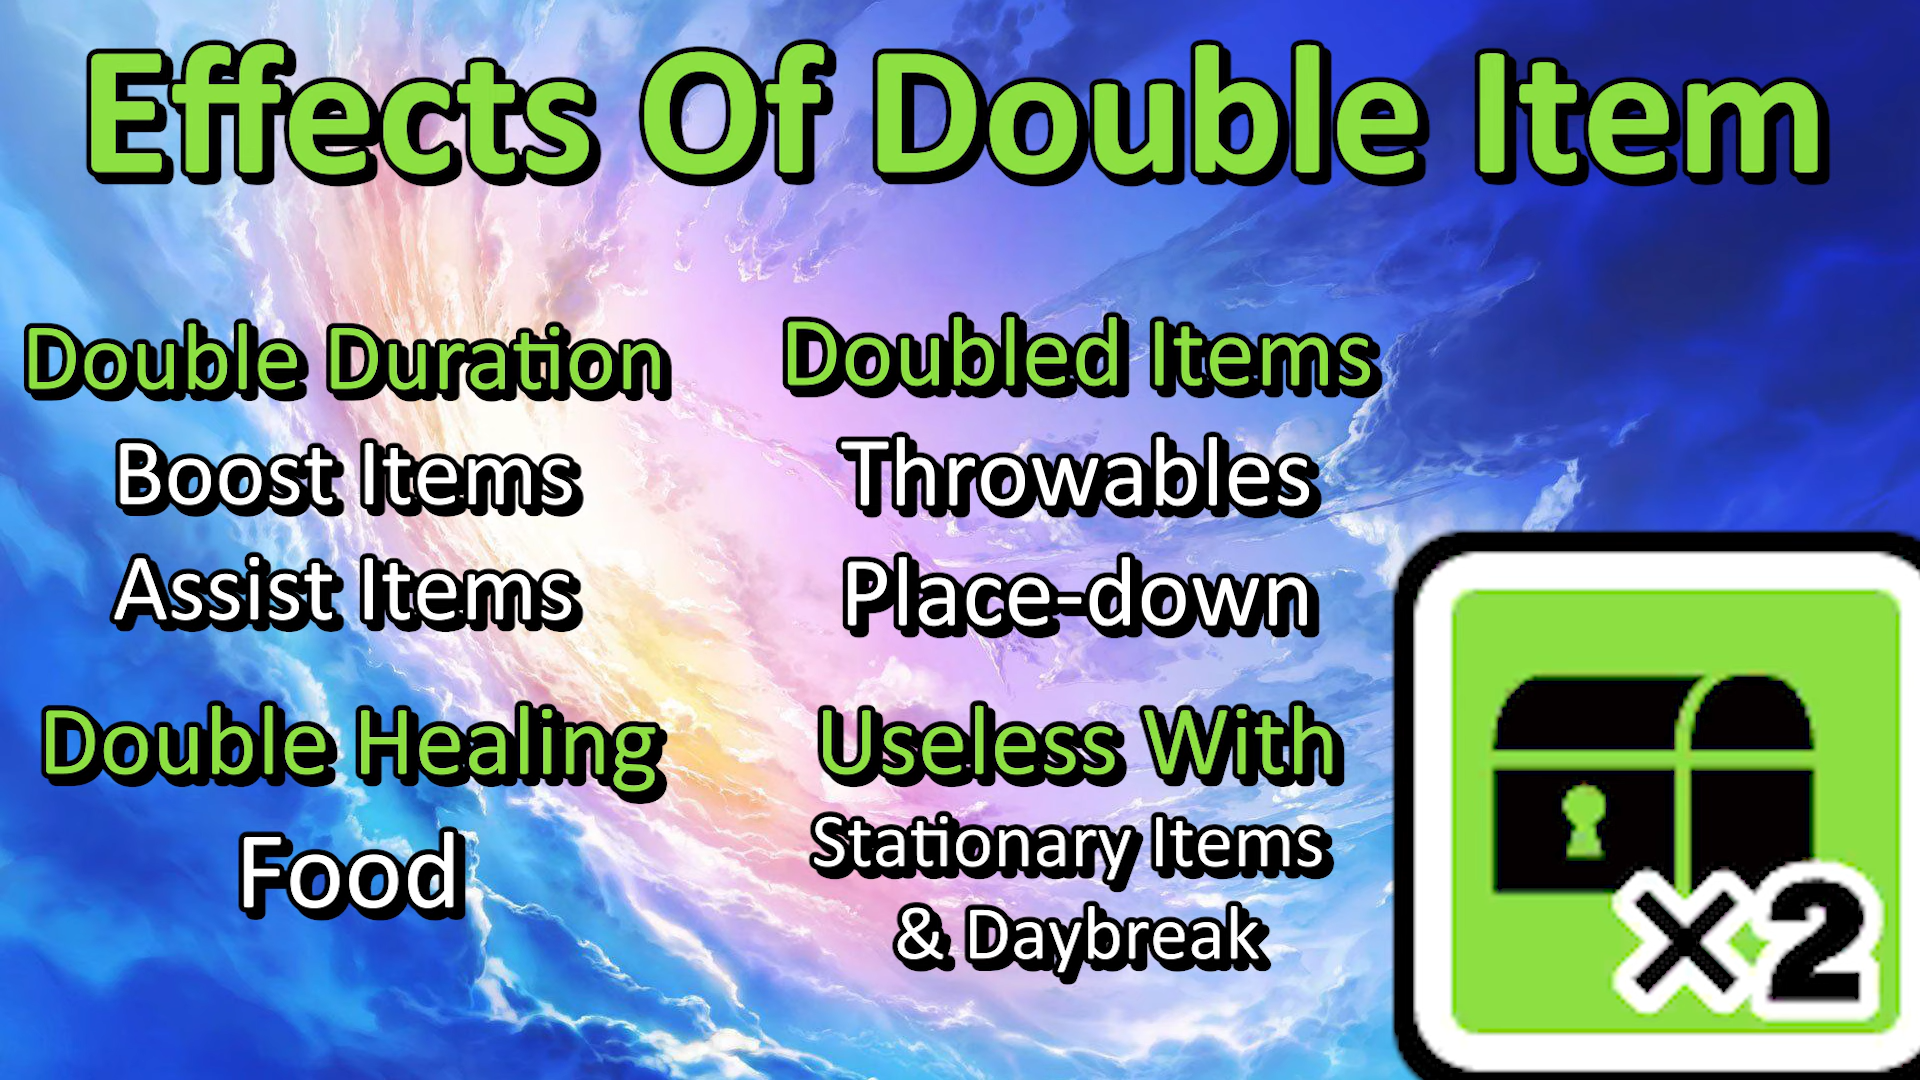 Effects Of Double Item
Double Duration
Boost Items
Assist Items
Doubled Items
Throwables
Place-down
Double Healing
Food
Useless With
Stationary Items
& Daybreak
×2